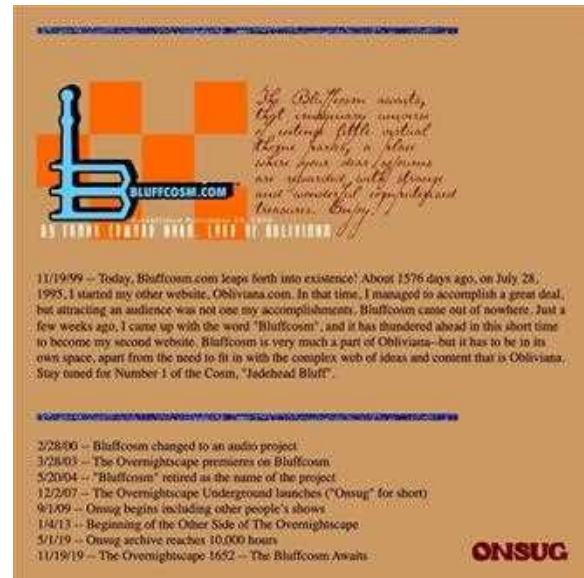 The Bluffcosm awaits,
that imaginary universe
of enticing little virtual
theme parks, a place
where your dear
are rewarded with strange
and wonderful computerized
treasures. Enjoy!
BLUFFCOSM.COM
BY FRANK EDWARD NORA, OF OBLIVIANA
11/19/99 -- Today, Bluffcosm.com leaps forth into existence! About 1576 days ago, on July 28,
1995, I started my other website, Obliviana.com. In that time, I managed to accomplish a great deal,
but attracting an audience was not one my accomplishments. Bluffcosm came out of nowhere. Just a
few weeks ago, I came up with the word "Bluffcosm", and it has thundered ahead in this short time
to become my second website. Bluffcosm is very much a part of Obliviana--but it has to be in its
own space, apart from the need to fit in with the complex web of ideas and content that is Obliviana.
Stay tuned for Number 1 of the Cosm, "Jadehead Bluff".
2/28/00 -- Bluffcosm changed to an audio project
3/28/03 -- The Overnightscape premieres on Bluffcosm
5/20/04 -- "Bluffcosm" retired as the name of the project
12/2/07 -- The Overnightscape Underground launches ("Onsug" for short)
9/1/09 -- Onsug begins including other people's shows
1/4/13 -- Beginning of the Other Side of The Overnightscape
5/1/19 -- Onsug archive reaches 10,000 hours
11/19/19 -- The Overnightscape 1652 -- The Bluffcosm Awaits
ONSUG